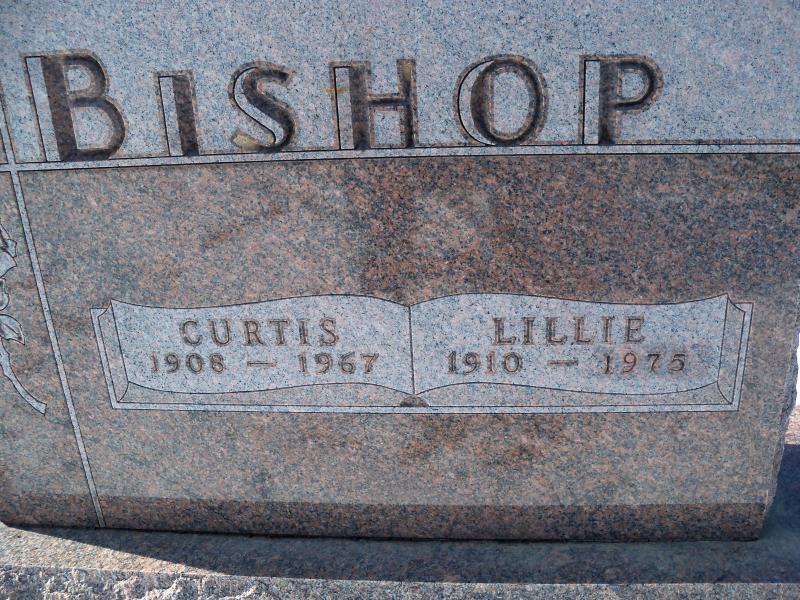 BISHOP
CURTIS
1908 — 1967
LILLIE
1910 — 1975